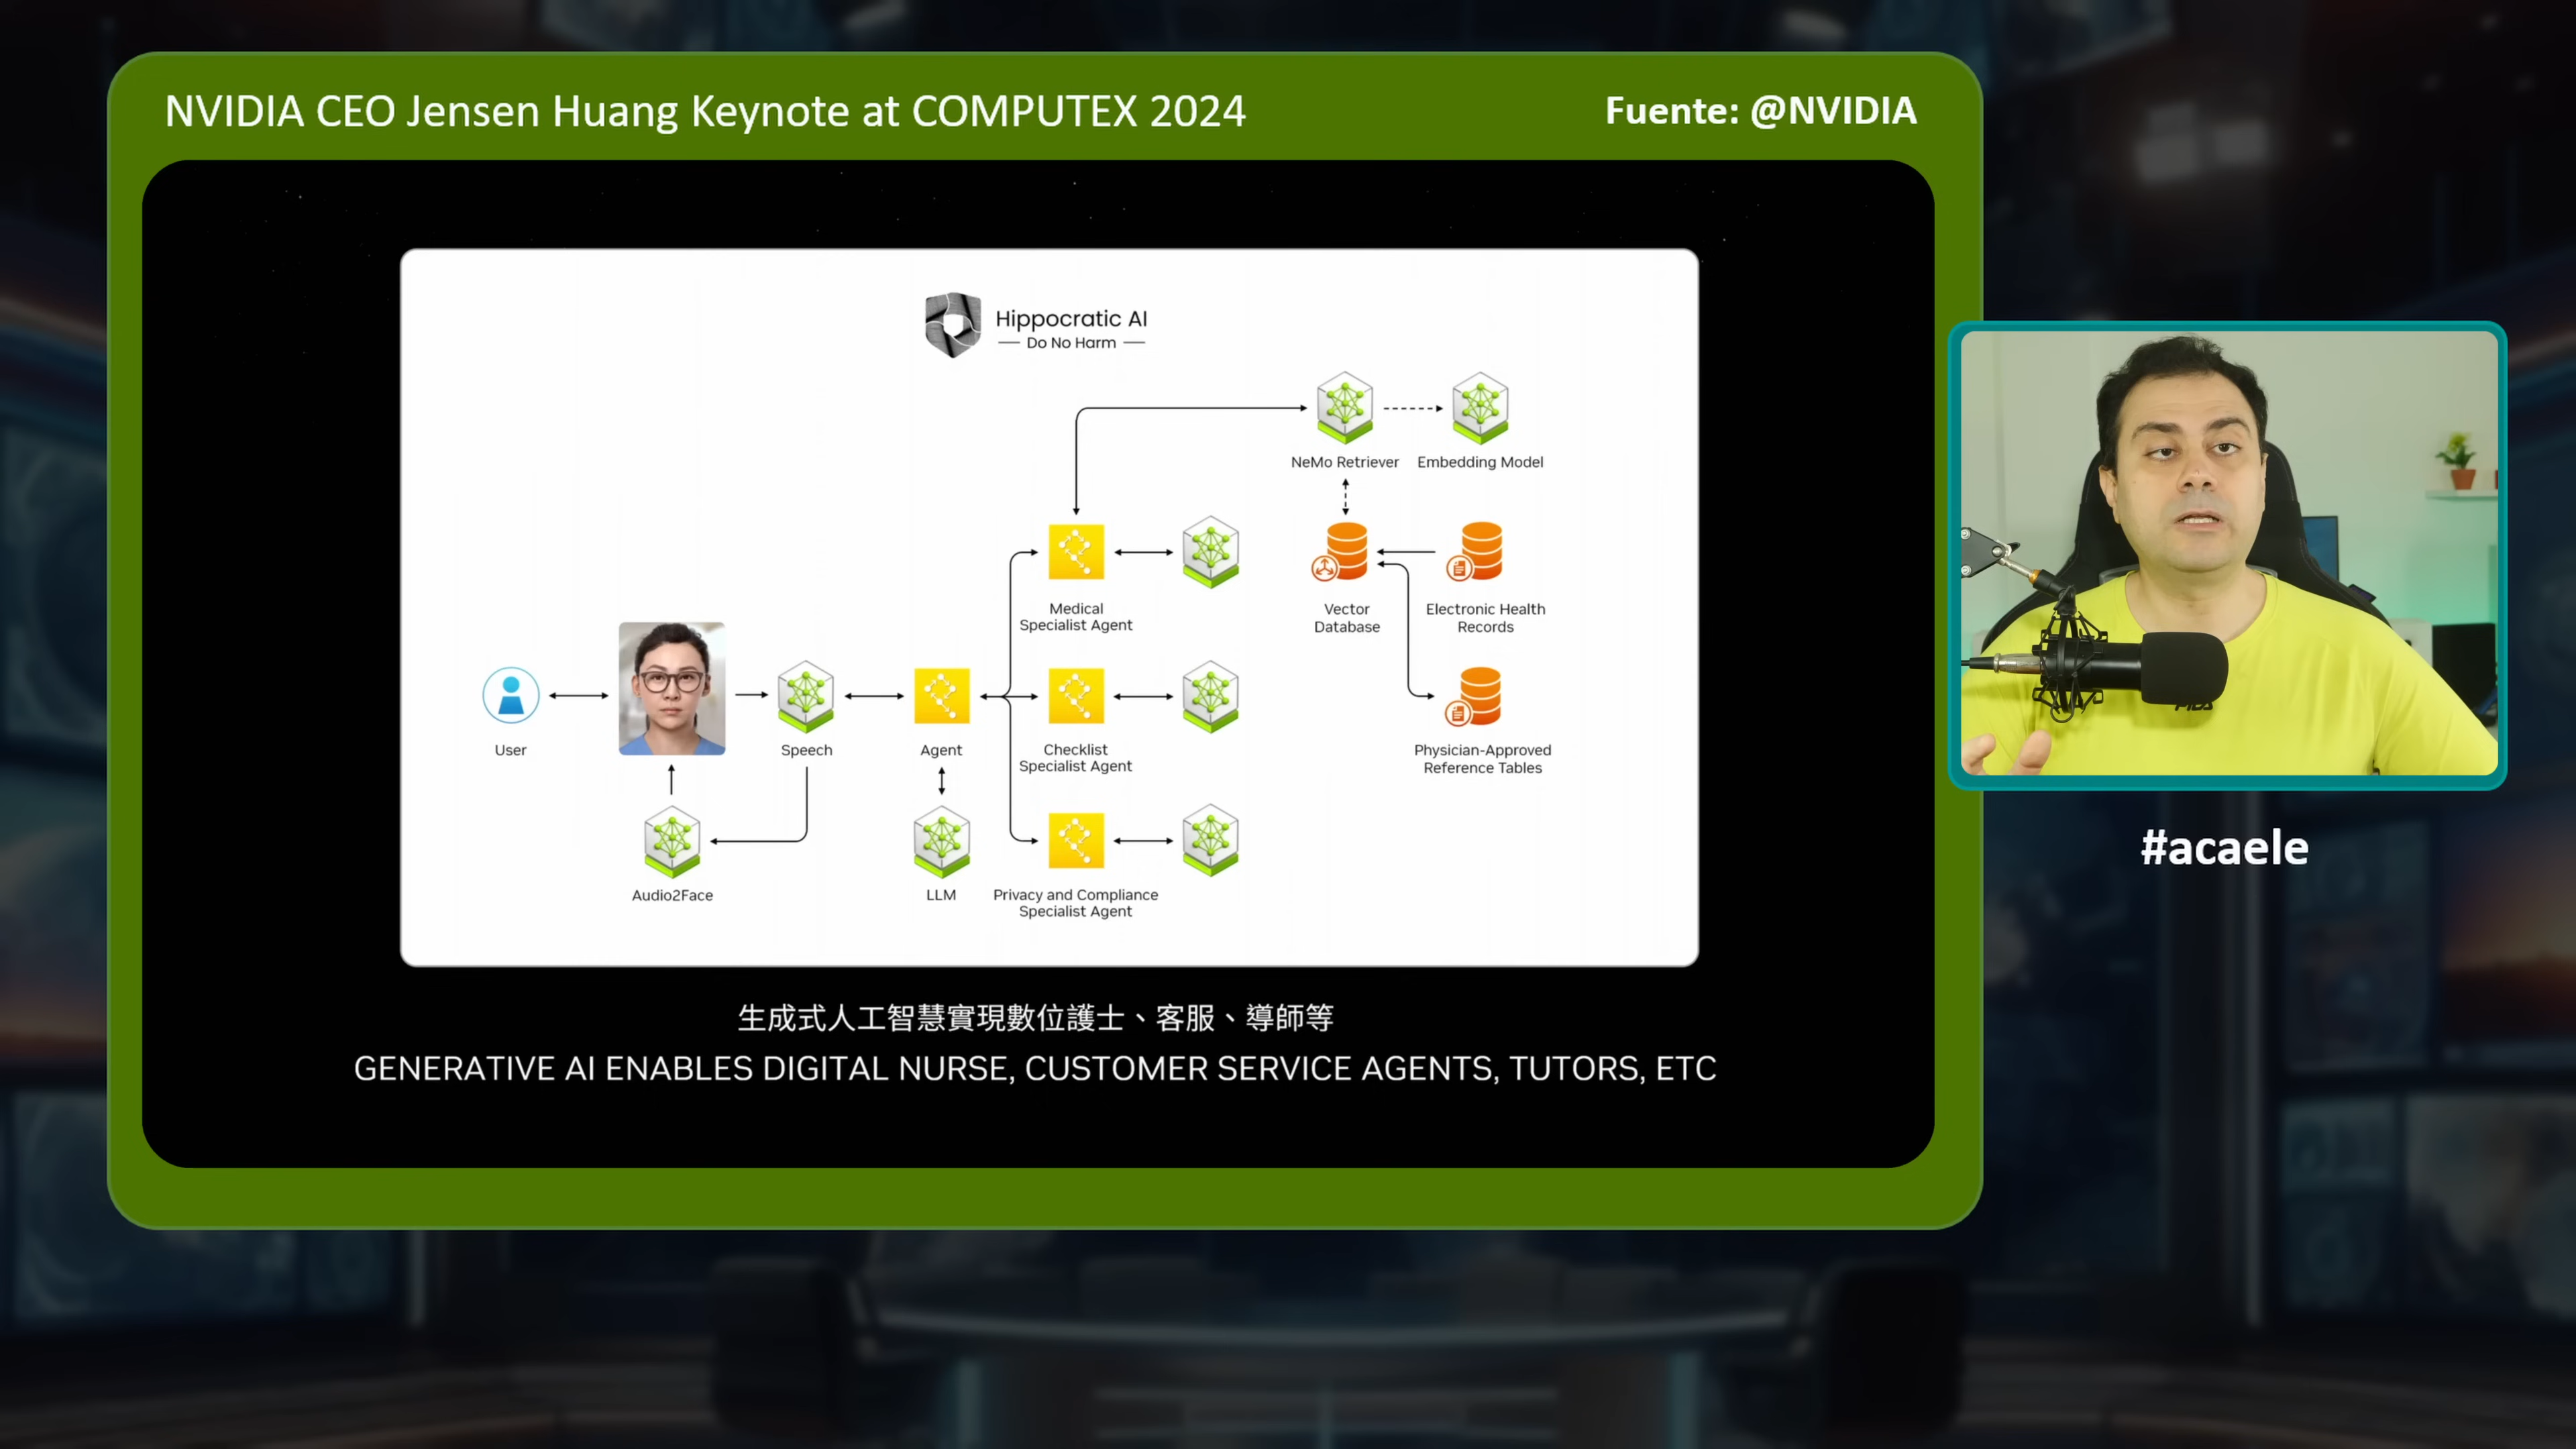 NVIDIA CEO Jensen Huang Keynote at COMPUTEX 2024
Fuente: @NVIDIA
Hippocratic AI
Do No Harm
NeMo Retriever
Embedding Model
Medical
Specialist Agent
Vector
Database
Electronic Health
Records
User
Speech
Agent
Checklist
Specialist Agent
Physician-Approved
Reference Tables
Audio2Face
LLM
Privacy and Compliance
Specialist Agent
生成式人工智慧實現數位護士、客服、導師等
GENERATIVE AI ENABLES DIGITAL NURSE, CUSTOMER SERVICE AGENTS, TUTORS, ETC
#acaele